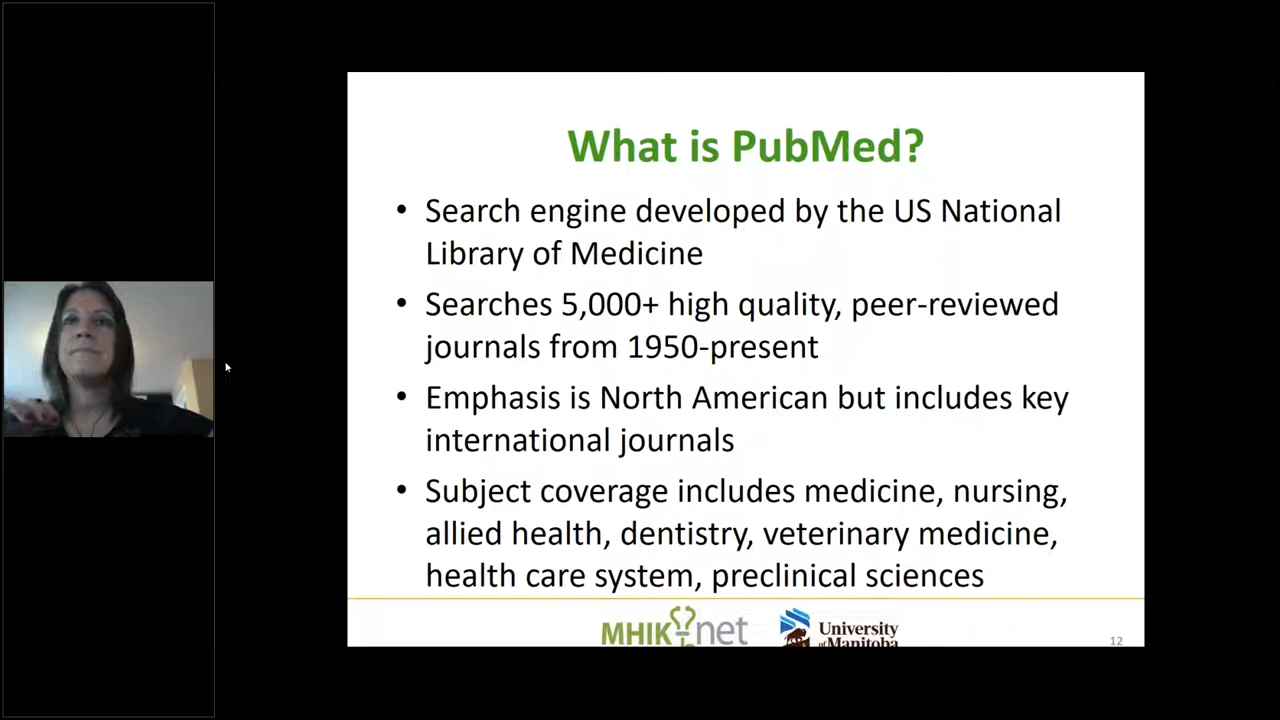 What is PubMed?
• Search engine developed by the US National
Library of Medicine
• Searches 5,000+ high quality, peer-reviewed
journals from 1950-present
• Emphasis is North American but includes key
international journals
• Subject coverage includes medicine, nursing,
allied health, dentistry, veterinary medicine,
health care system, preclinical sciences
MHIK-net
University
of Manitoba
12